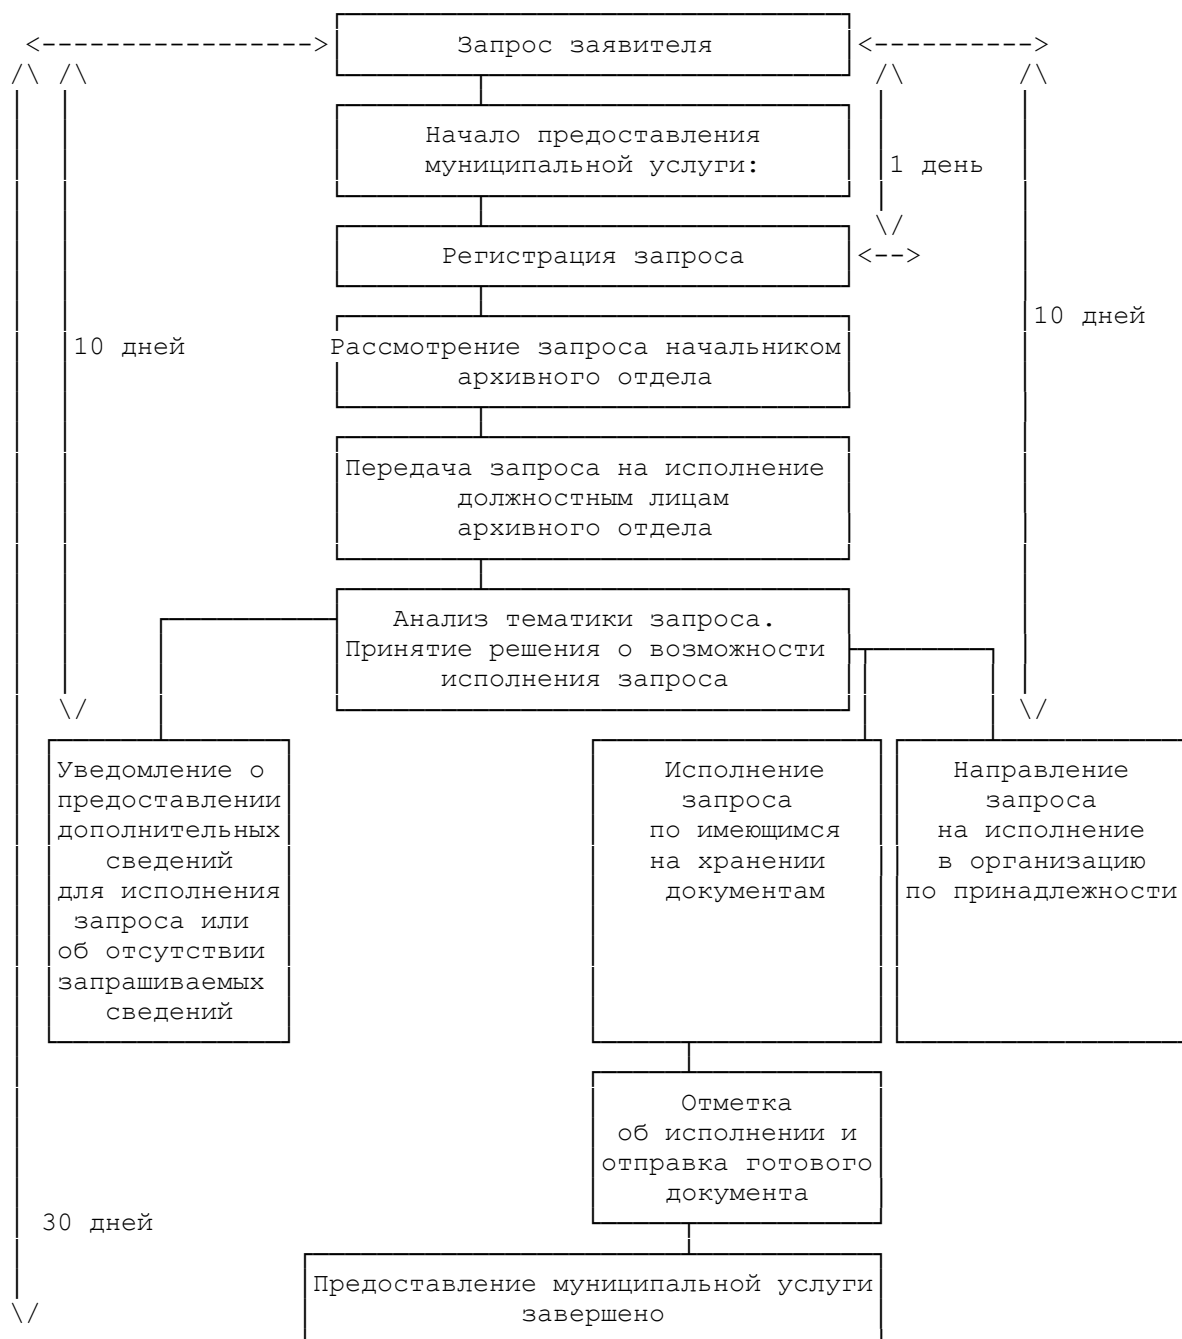 Запрос заявителя
Начало предоставления
муниципальной услуги:
1 день
Регистрация запроса
10 дней
10 дней
Рассмотрение запроса начальником
архивного отдела
Передача запроса на исполнение
должностным лицам
архивного отдела
Анализ тематики запроса.
Принятие решения о возможности
исполнения запроса
Уведомление о
предоставлении
дополнительных
сведений
для исполнения
запроса или
об отсутствии
запрашиваемых
сведений
Исполнение
запроса
по имеющимся
на хранении
документам
Направление
запроса
на исполнение
в организацию
по принадлежности
Отметка
об исполнении и
отправка готового
документа
30 дней
Предоставление муниципальной услуги
завершено